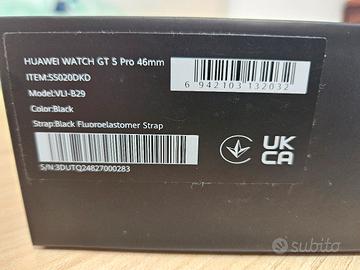 HUAWEI WATCH GT 5 Pro 46mm
ITEM:55020DKD
Model:VLI-B29
Color:Black
Strap:Black Fluoroelastomer Strap
S/N:3DUTQ24827000283
6 942103 132032
UK
CA
subito